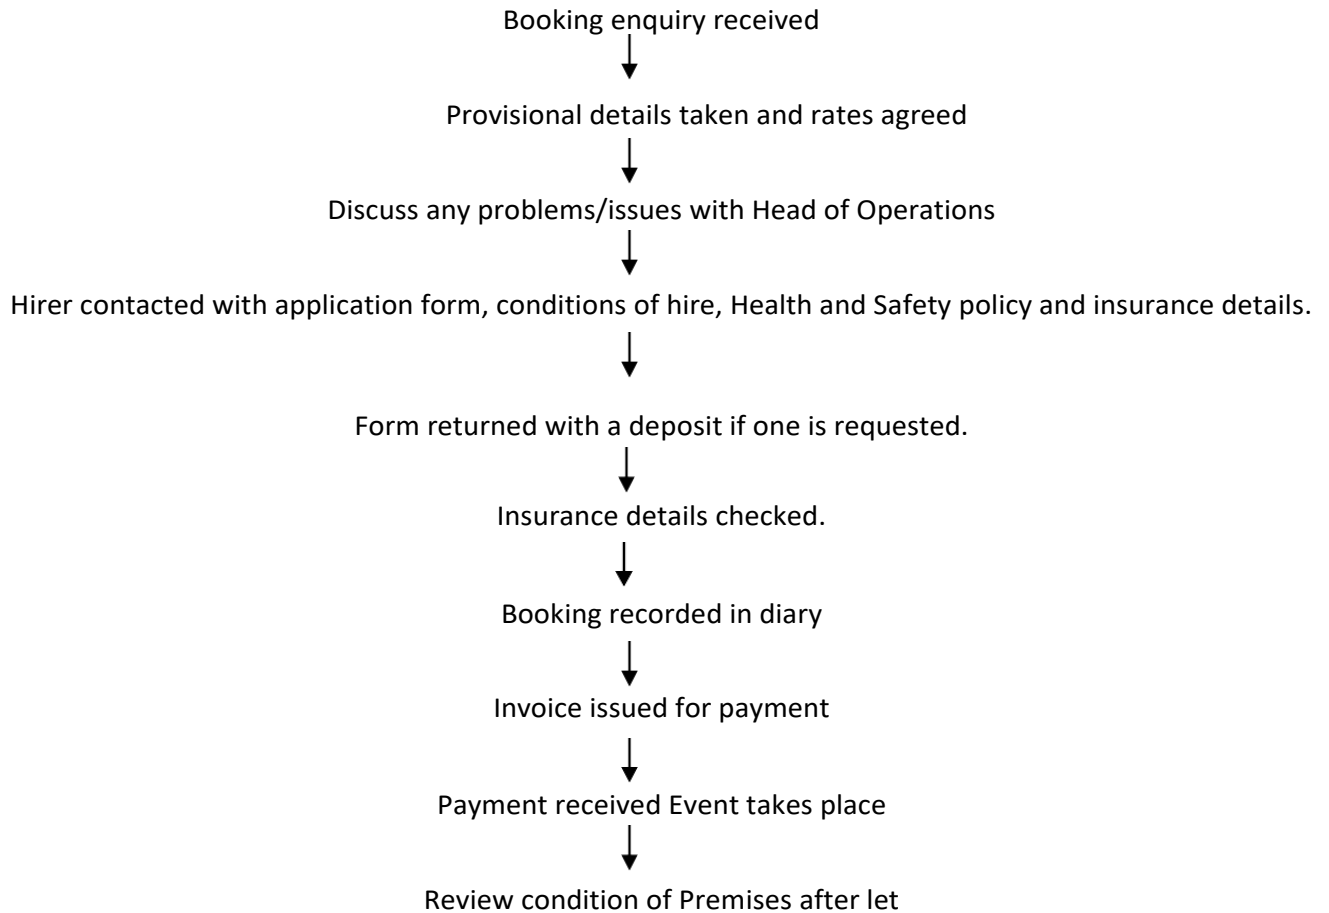 Booking enquiry received
Provisional details taken and rates agreed
Discuss any problems/issues with Head of Operations
Hirer contacted with application form, conditions of hire, Health and Safety policy and insurance details.
Form returned with a deposit if one is requested.
Insurance details checked.
Booking recorded in diary
Invoice issued for payment
Payment received Event takes place
Review condition of Premises after let